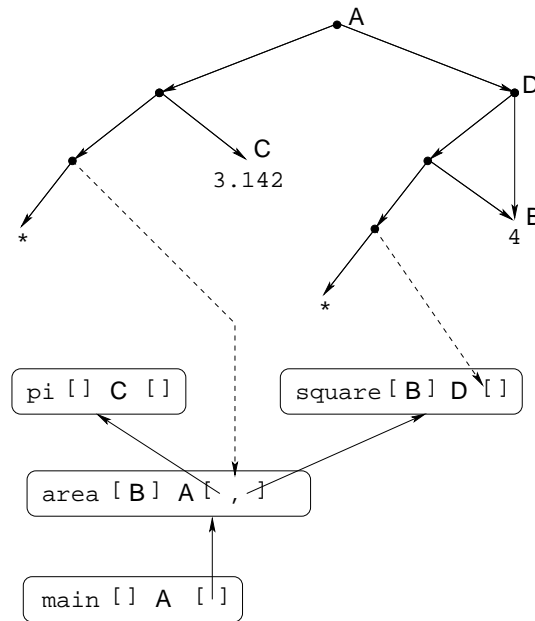 A
D
C
3.142
B
4
*
*
pi [] C []
square [ B ] D []
area [ B ] A [ , ]
main [] A []